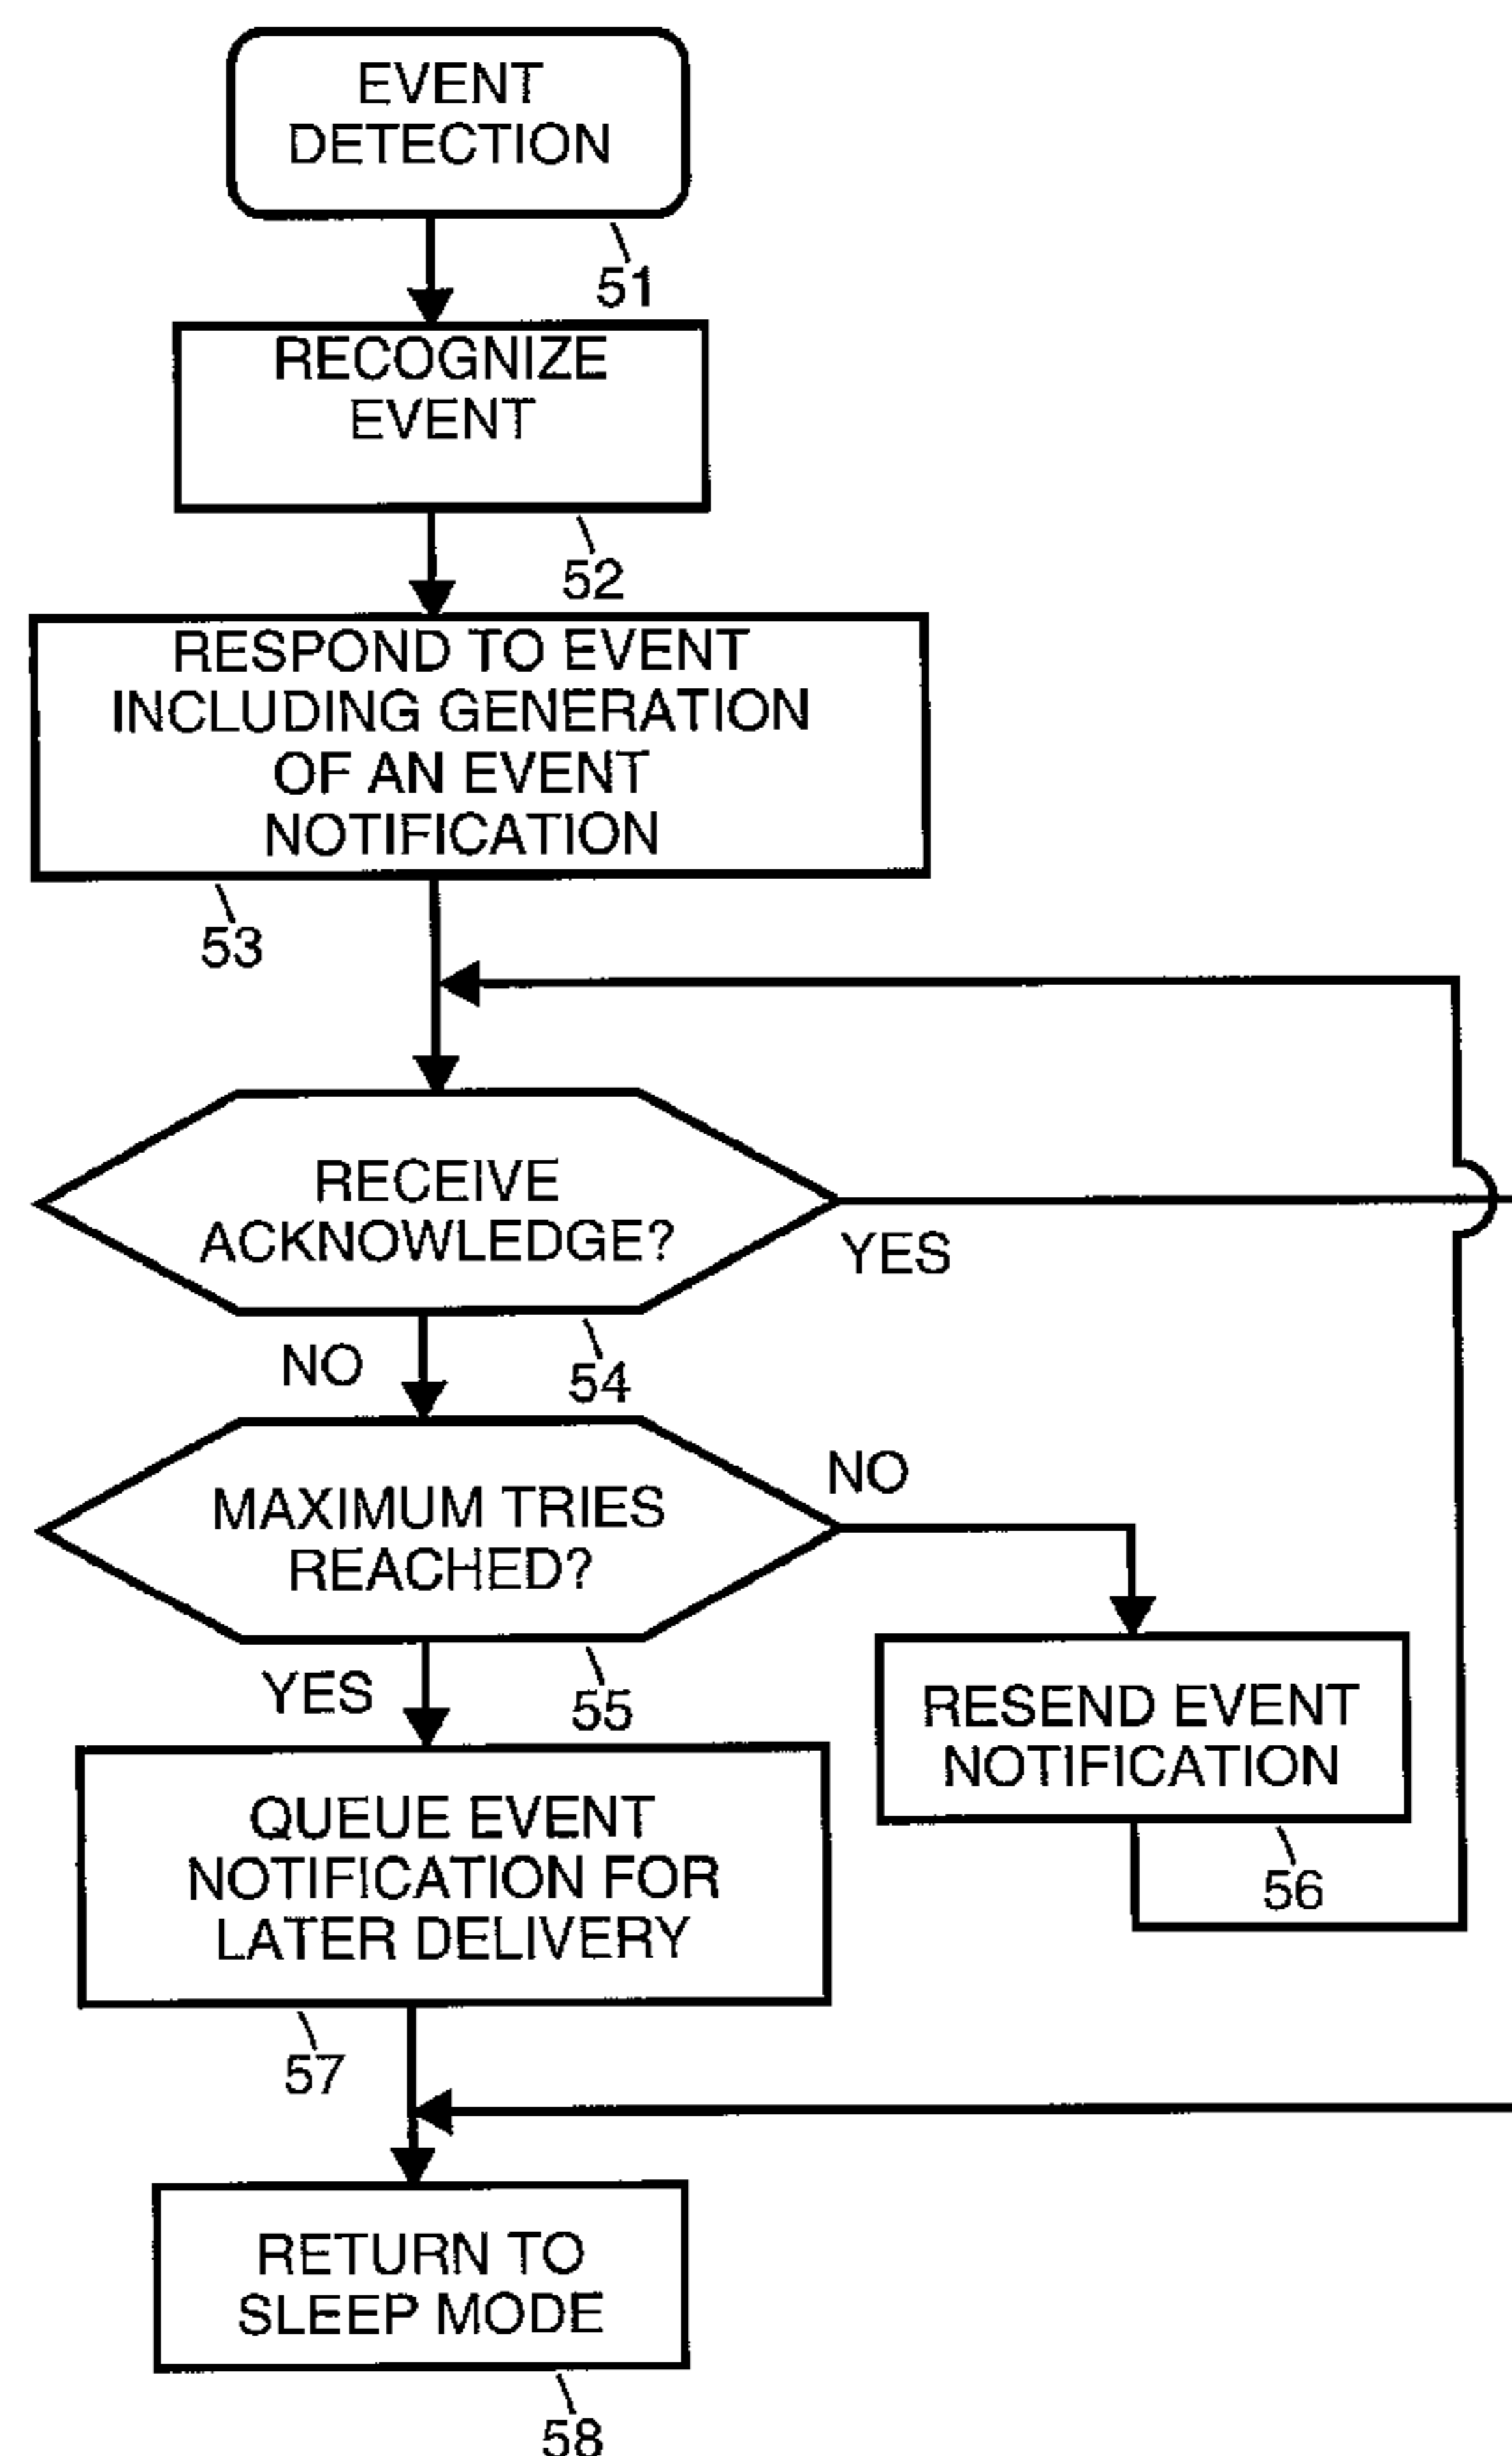 EVENT
DETECTION
51
RECOGNIZE
EVENT
52
RESPOND TO EVENT
INCLUDING GENERATION
OF AN EVENT
NOTIFICATION
53
RECEIVE
ACKNOWLEDGE?
YES
NO
54
MAXIMUM TRIES
REACHED?
NO
YES
55
RESEND EVENT
NOTIFICATION
56
QUEUE EVENT
NOTIFICATION FOR
LATER DELIVERY
57
RETURN TO
SLEEP MODE
58